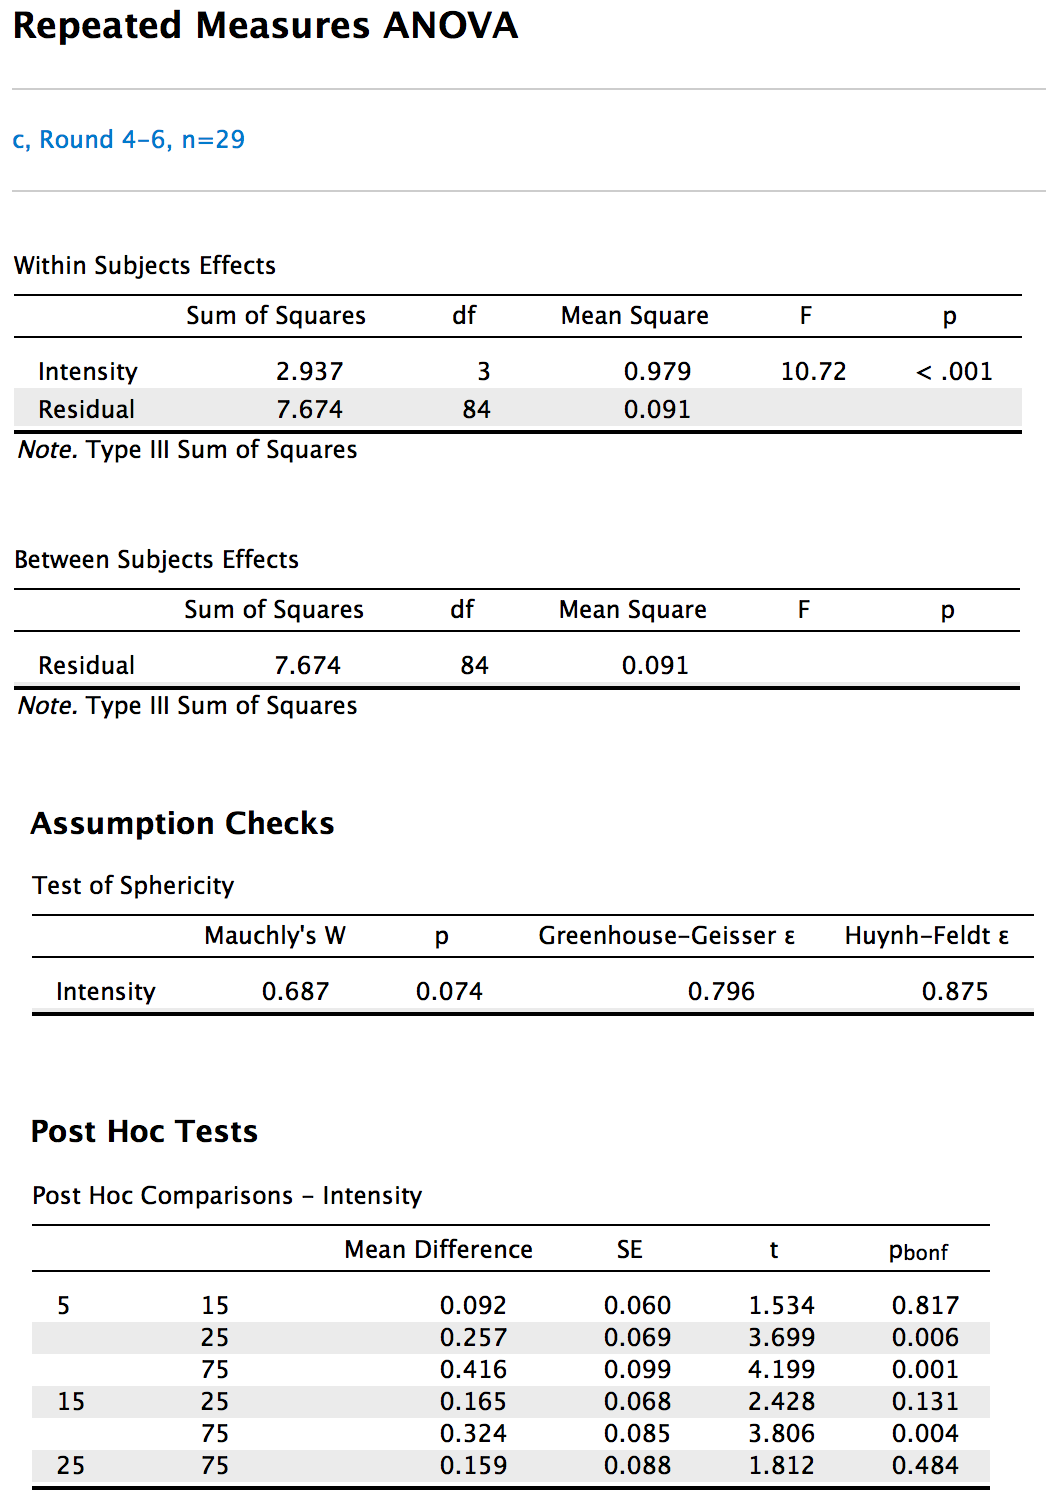 Repeated Measures ANOVA
c, Round 4–6, n=29
Within Subjects Effects
Sum of Squares df Mean Square F p
Intensity 2.937 3 0.979 10.72 < .001
Residual 7.674 84 0.091
Note. Type III Sum of Squares
Between Subjects Effects
Sum of Squares df Mean Square F p
Residual 7.674 84 0.091
Note. Type III Sum of Squares
Assumption Checks
Test of Sphericity
Mauchly's W p Greenhouse–Geisser ε Huynh–Feldt ε
Intensity 0.687 0.074 0.796 0.875
Post Hoc Tests
Post Hoc Comparisons – Intensity
Mean Difference SE t pbonf
5 15 0.092 0.060 1.534 0.817
25 0.257 0.069 3.699 0.006
75 0.416 0.099 4.199 0.001
15 25 0.165 0.068 2.428 0.131
75 0.324 0.085 3.806 0.004
25 75 0.159 0.088 1.812 0.484